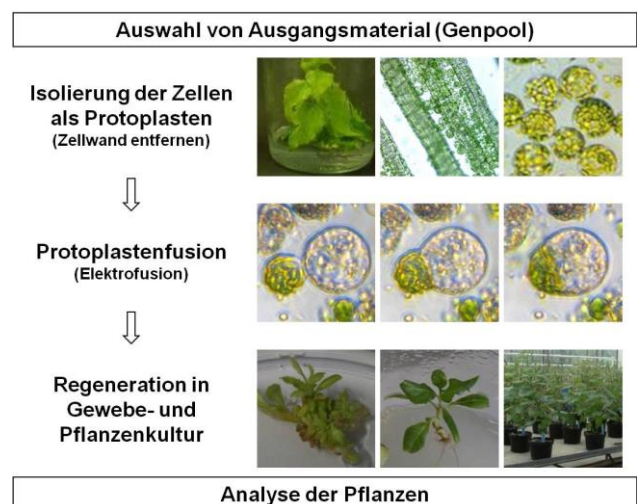 Auswahl von Ausgangsmaterial (Genpool)
Isolierung der Zellen
als Protoplasten
(Zellwand entfernen)
Protoplastenfusion
(Elektrofusion)
Regeneration in
Gewebe- und
Pflanzenkultur
Analyse der Pflanzen